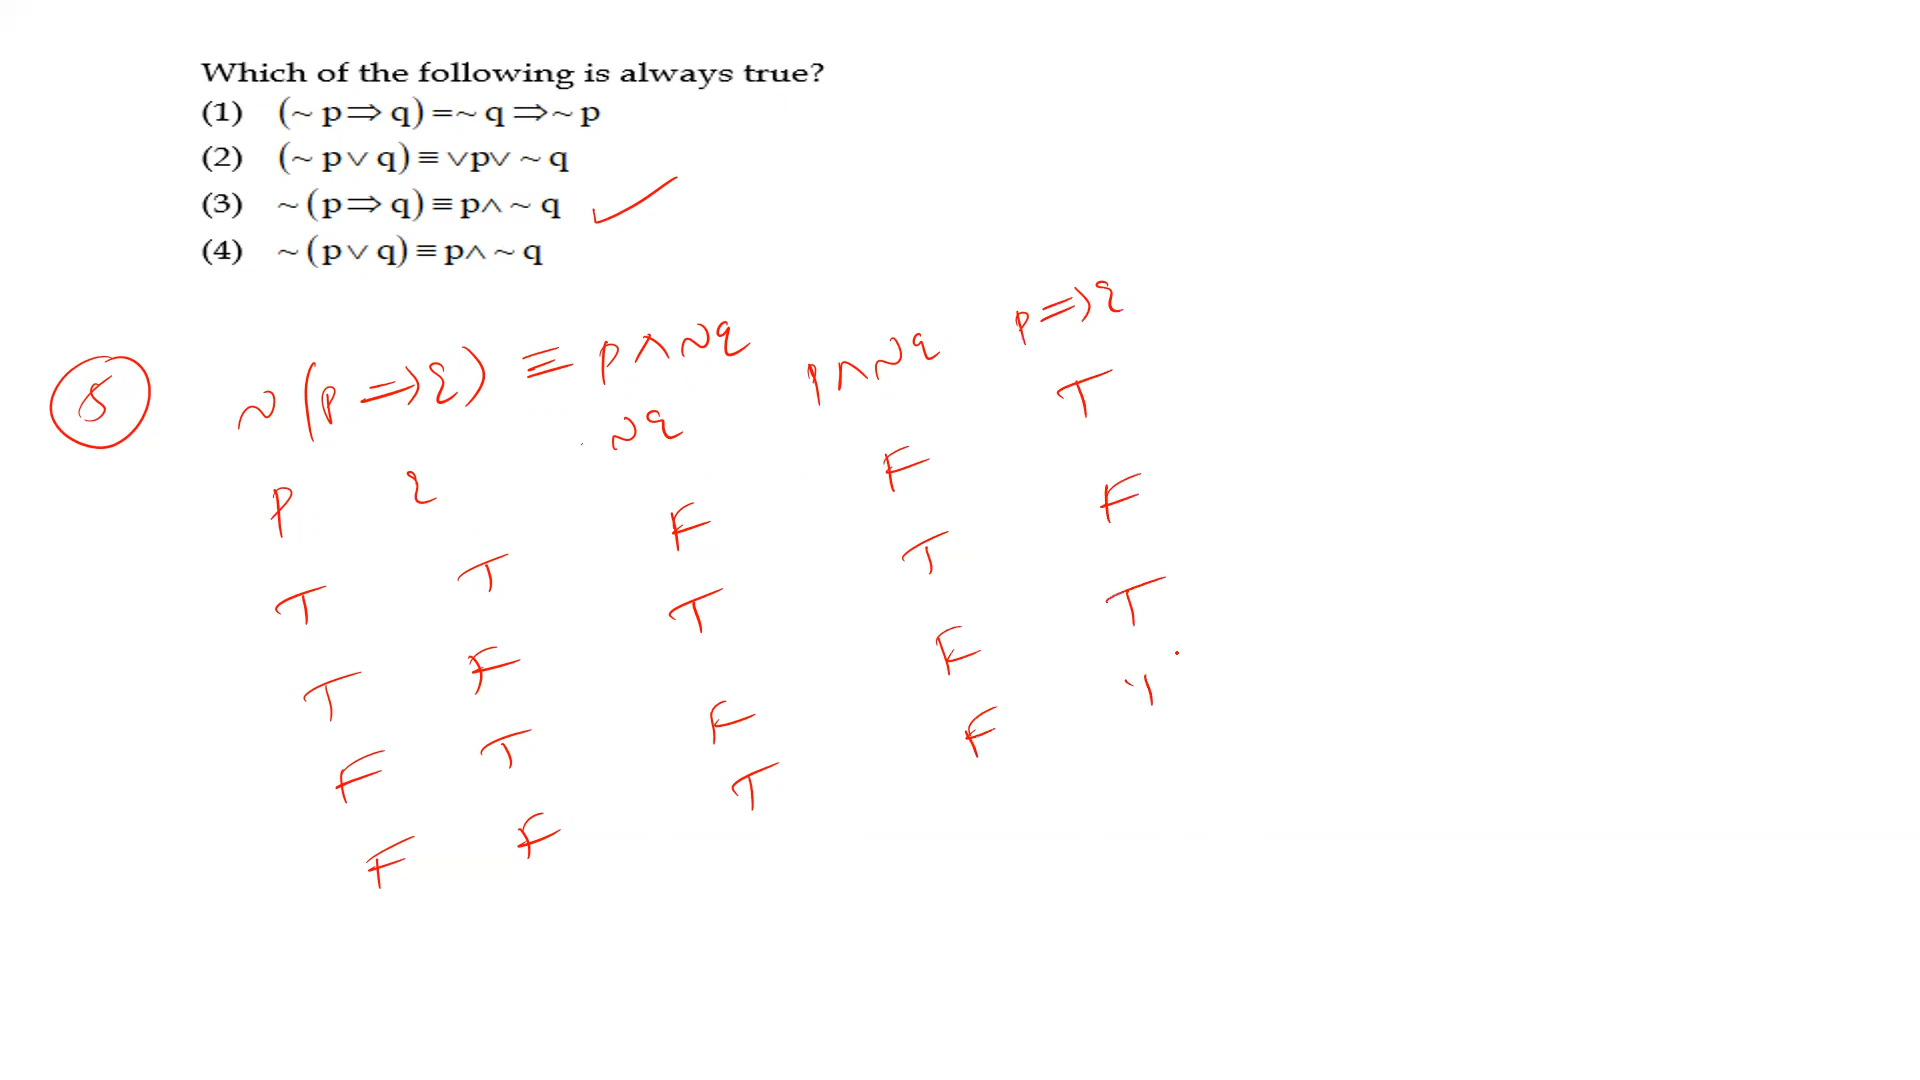 Which of the following is always true?
(1) (~ p⇒ q)=~ q⇒~ p
(2) (~ p∨ q)≡ ∨p∨ ~ q
(3) ~(p⇒ q)≡ p∧ ~ q
(4) ~(p∨ q)≡ p∧ ~ q
5 ~(p ⇒ q) ≡ p ∧ ~q
p q ~q p ∧ ~q p ⇒ q
T T F F T
T F T T F
F T F F T
F F T F